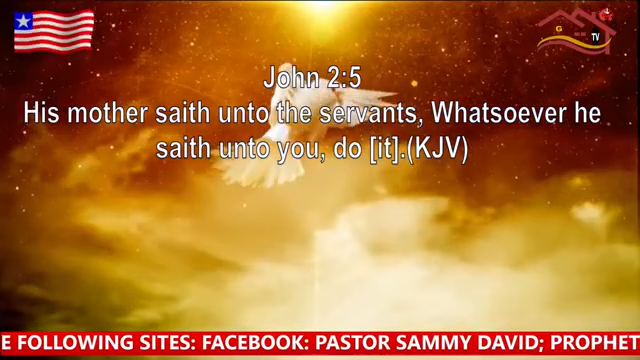 G
TV
John 2:5
His mother saith unto the servants, Whatsoever he
saith unto you, do [it].(KJV)
E FOLLOWING SITES: FACEBOOK: PASTOR SAMMY DAVID; PROPHET